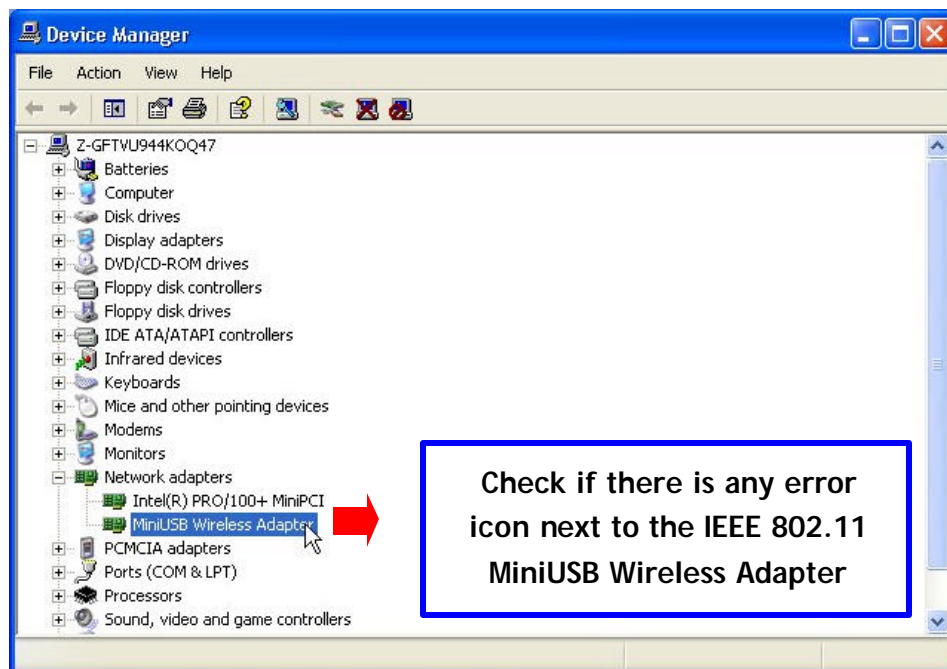 Device Manager
File Action View Help
Z-GFTVU944KOQ47
Batteries
Computer
Disk drives
Display adapters
DVD/CD-ROM drives
Floppy disk controllers
Floppy disk drives
IDE ATA/ATAPI controllers
Infrared devices
Keyboards
Mice and other pointing devices
Modems
Monitors
Network adapters
Intel(R) PRO/100+ MiniPCI
MiniUSB Wireless Adapter
PCMCIA adapters
Ports (COM & LPT)
Processors
Sound, video and game controllers
Check if there is any error
icon next to the IEEE 802.11
MiniUSB Wireless Adapter